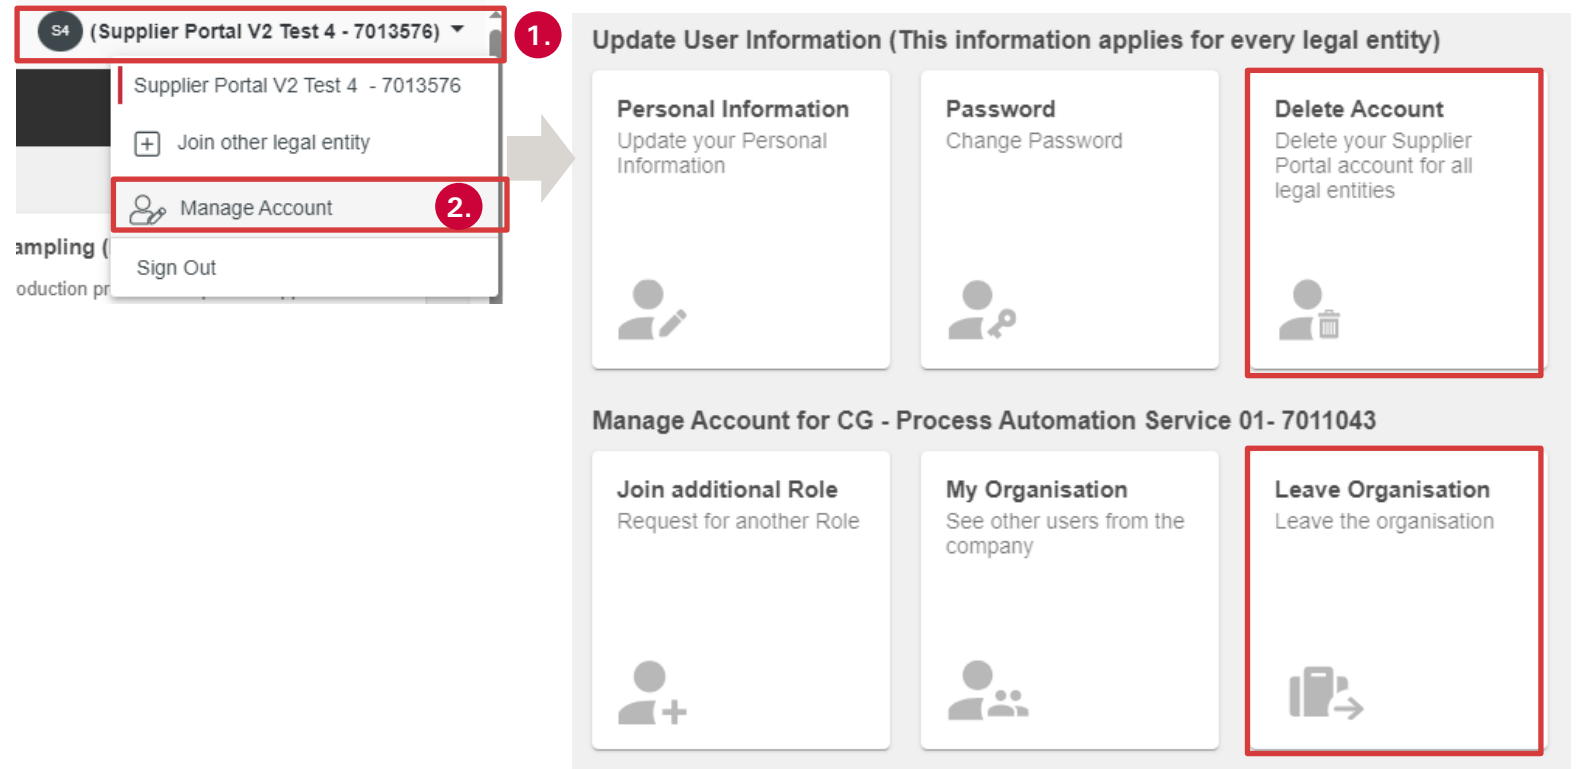 S4 (Supplier Portal V2 Test 4 - 7013576)
1.
Supplier Portal V2 Test 4 - 7013576
Join other legal entity
Manage Account
2.
Sign Out
ampling (
oduction pr
Update User Information (This information applies for every legal entity)
Personal Information
Update your Personal
Information
Password
Change Password
Delete Account
Delete your Supplier
Portal account for all
legal entities
Manage Account for CG - Process Automation Service 01- 7011043
Join additional Role
Request for another Role
My Organisation
See other users from the
company
Leave Organisation
Leave the organisation